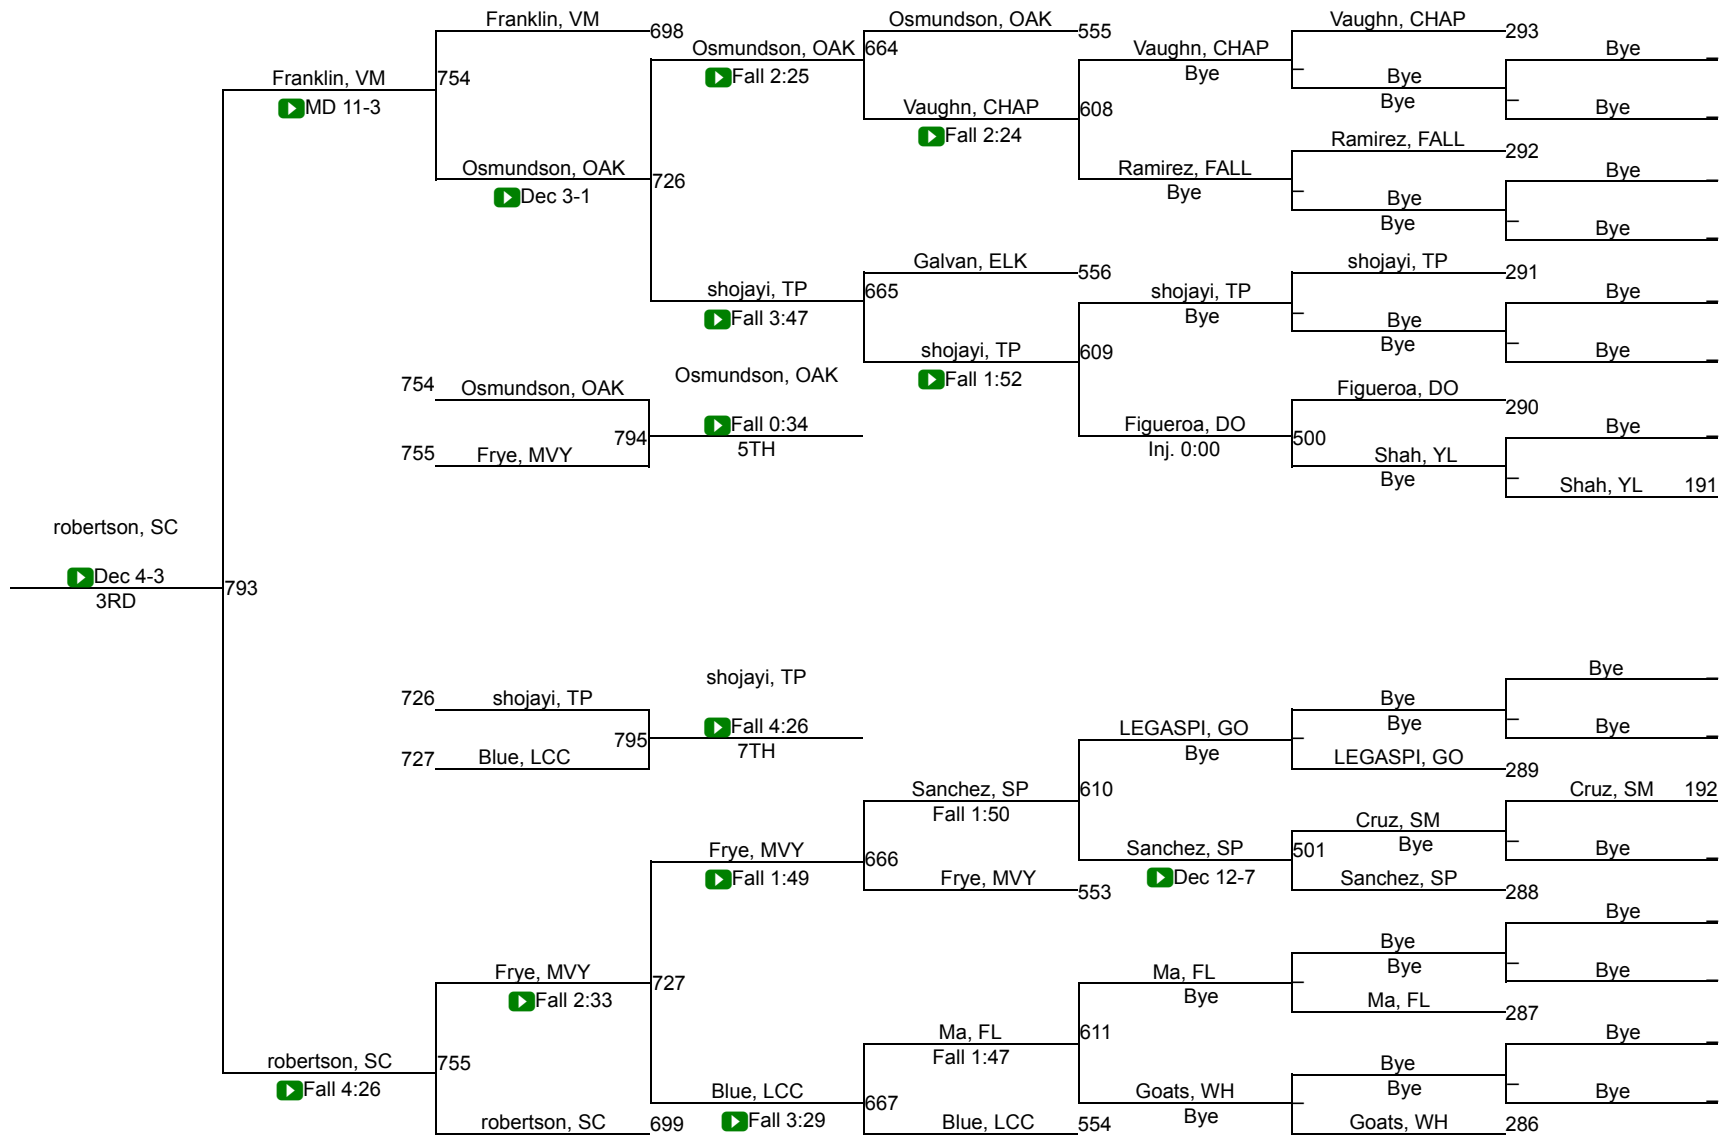 Franklin, VM
698
Osmundson, OAK
555
Vaughn, CHAP
293
Osmundson, OAK
664
Vaughn, CHAP
Bye
Franklin, VM
754
Fall 2:25
Bye
Bye
MD 11-3
Vaughn, CHAP
608
Bye
Bye
Fall 2:24
Ramirez, FALL
292
Osmundson, OAK
726
Ramirez, FALL
Bye
Dec 3-1
Bye
Bye
Bye
Bye
Galvan, ELK
556
shojayi, TP
291
shojayi, TP
665
shojayi, TP
Bye
Fall 3:47
Bye
Bye
shojayi, TP
609
Bye
Bye
754
Osmundson, OAK
Osmundson, OAK
Fall 1:52
Figueroa, DO
290
Fall 0:34
Figueroa, DO
Bye
794
5TH
Inj. 0:00
500
755
Frye, MVY
Shah, YL
Bye
Shah, YL 191
robertson, SC
Dec 4-3
793
3RD
shojayi, TP
Bye
726
shojayi, TP
Bye
Fall 4:26
LEGASPI, GO
Bye
Bye
795
7TH
Bye
727
Blue, LCC
LEGASPI, GO
289
Sanchez, SP
610
Cruz, SM 192
Fall 1:50
Cruz, SM
Frye, MVY
666
Sanchez, SP
501
Bye
Bye
Fall 1:49
Frye, MVY
553
Dec 12-7
Sanchez, SP
288
Bye
Bye
Frye, MVY
727
Ma, FL
Bye
Bye
Fall 2:33
Bye
Ma, FL
287
Ma, FL
611
Bye
robertson, SC
755
Fall 1:47
Bye
Fall 4:26
Blue, LCC
667
Goats, WH
Bye
Bye
robertson, SC
699
Fall 3:29
Blue, LCC
554
Bye
Goats, WH
286